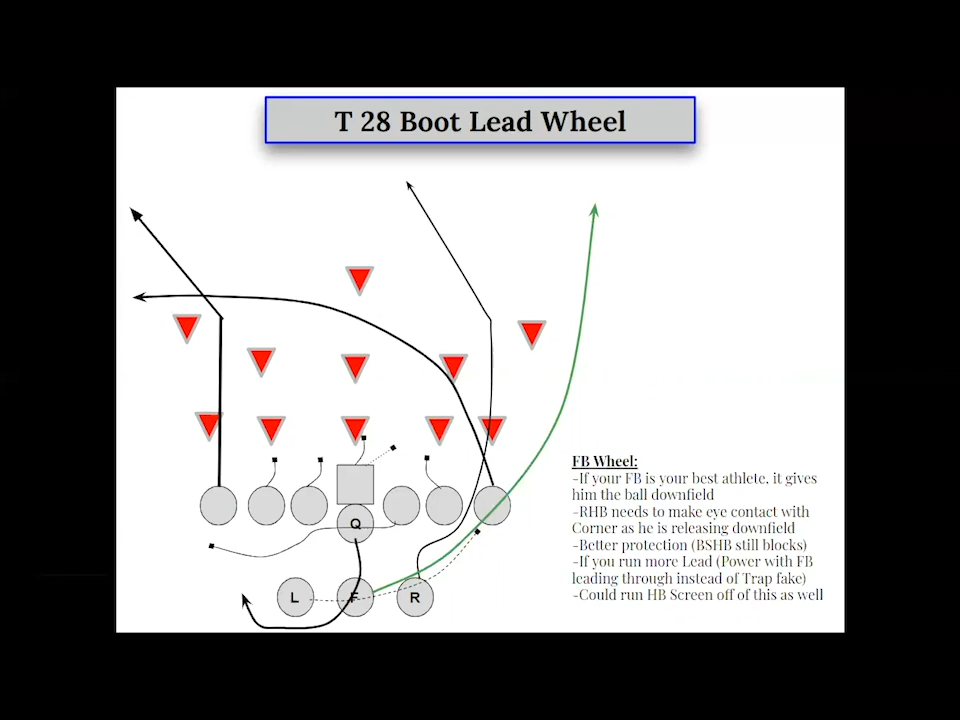 T 28 Boot Lead Wheel
Q
L
F
R
FB Wheel:
-If your FB is your best athlete, it gives
him the ball downfield
-RHB needs to make eye contact with
Corner as he is releasing downfield
-Better protection (BSHB still blocks)
-If you run more Lead (Power with FB
leading through instead of Trap fake)
-Could run HB Screen off of this as well